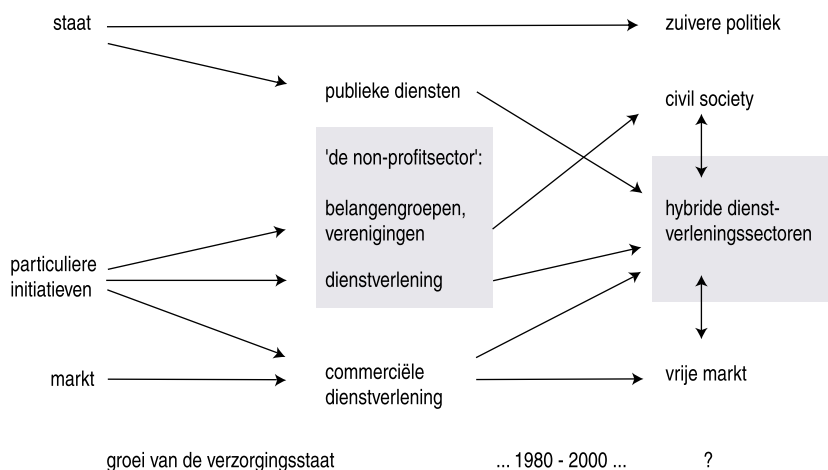 staat
zuivere politiek
publieke diensten
civil society
'de non-profitsector':
belangengroepen,
verenigingen
hybride dienst-
verleningssectoren
particuliere
initiatieven
dienstverlening
markt
commerciële
dienstverlening
vrije markt
groei van de verzorgingsstaat
... 1980 - 2000 ...
?